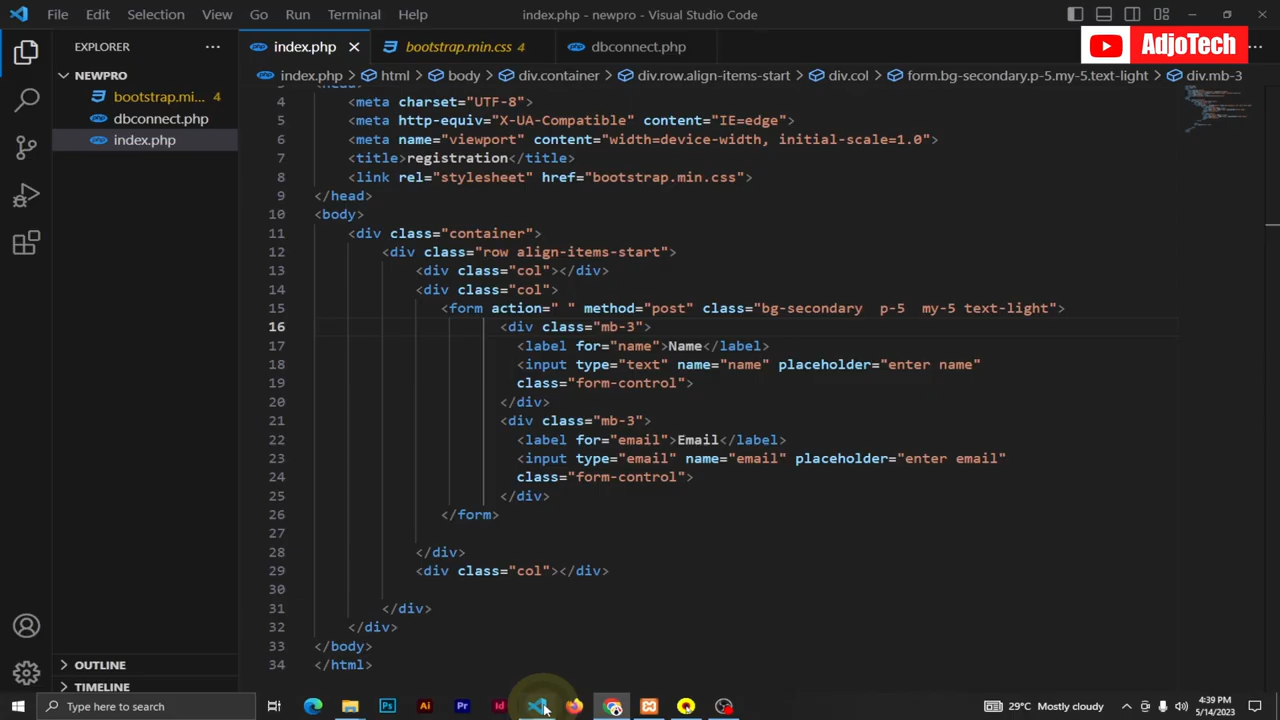 File Edit Selection View Go Run Terminal Help index.php - newpro - Visual Studio Code
EXPLORER
index.php
bootstrap.min.css 4
dbconnect.php
AdjoTech
NEWPRO
index.php > html > body > div.container > div.row.align-items-start > div.col > form.bg-secondary.p-5.my-5.text-light > div.mb-3
bootstrap.mi... 4
dbconnect.php
index.php
4 <meta charset="UTF-8">
5 <meta http-equiv="X-UA-Compatible" content="IE=edge">
6 <meta name="viewport" content="width=device-width, initial-scale=1.0">
7 <title>registration</title>
8 <link rel="stylesheet" href="bootstrap.min.css">
9 </head>
10 <body>
11 <div class="container">
12 <div class="row align-items-start">
13 <div class="col"></div>
14 <div class="col">
15 <form action=" " method="post" class="bg-secondary  p-5  my-5 text-light">
16 <div class="mb-3">
17 <label for="name">Name</label>
18 <input type="text" name="name" placeholder="enter name"
19 class="form-control">
20 </div>
21 <div class="mb-3">
22 <label for="email">Email</label>
23 <input type="email" name="email" placeholder="enter email"
24 class="form-control">
25 </div>
26 </form>
27
28 </div>
29 <div class="col"></div>
30
31 </div>
32 </div>
33 </body>
34 </html>
OUTLINE
TIMELINE
Type here to search
29°C Mostly cloudy
4:39 PM
5/14/2023